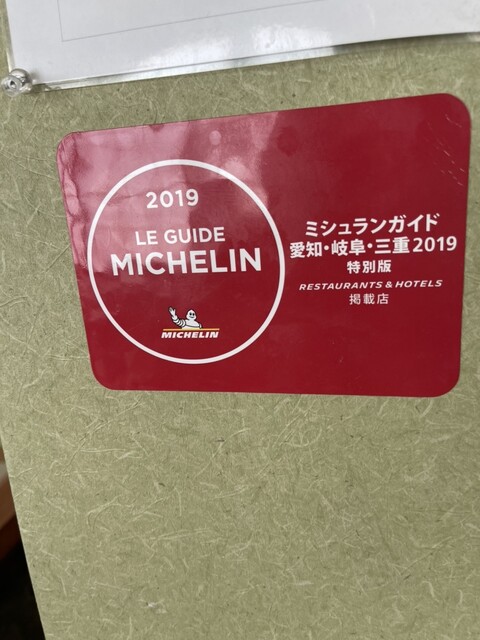 2019
LE GUIDE
MICHELIN
MICHELIN
ミシュランガイド
愛知・岐阜・三重2019
特別版
RESTAURANTS & HOTELS
掲載店